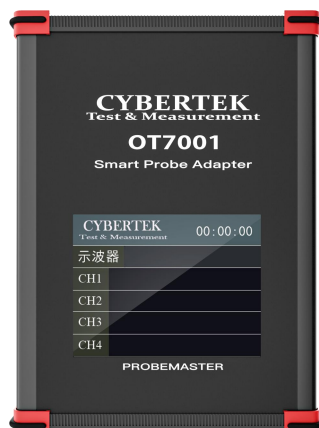 CYBERTEK
Test & Measurement
OT7001
Smart Probe Adapter
CYBERTEK
Test & Measurement
00:00:00
示波器
CH1
CH2
CH3
CH4
PROBEMASTER